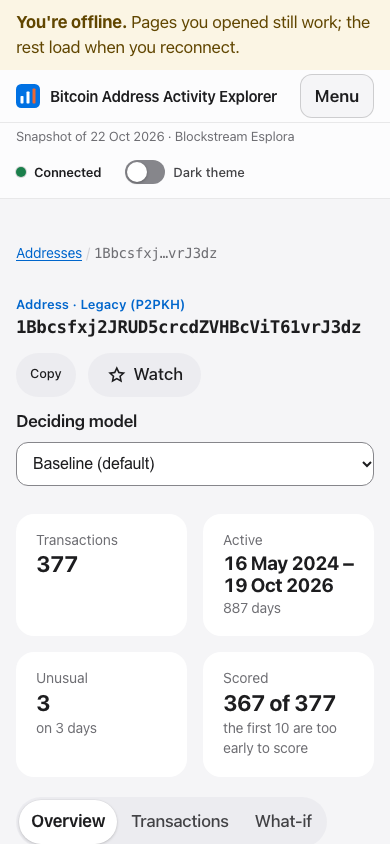 You're offline. Pages you opened still work; the
rest load when you reconnect.
Bitcoin Address Activity Explorer
Menu
Snapshot of 22 Oct 2026 · Blockstream Esplora
Connected
Dark theme
Addresses / 1Bbcsfxj…vrJ3dz
Address · Legacy (P2PKH)
1Bbcsfxj2JRUD5crcdZVHBcViT61vrJ3dz
Copy
Watch
Deciding model
Baseline (default)
Transactions
377
Active
16 May 2024 –
19 Oct 2026
887 days
Unusual
3
on 3 days
Scored
367 of 377
the first 10 are too
early to score
Overview
Transactions
What-if